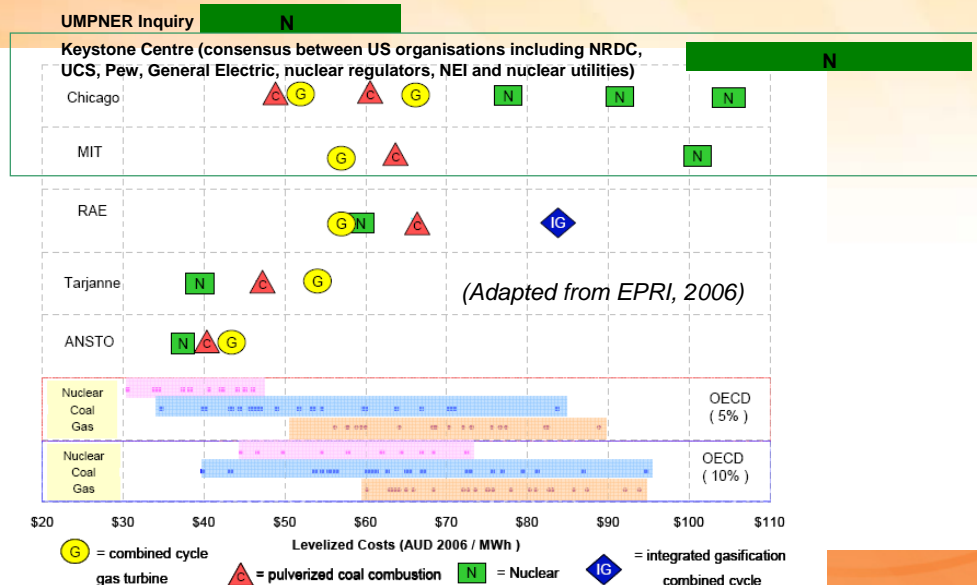 UMPNER Inquiry N
Keystone Centre (consensus between US organisations including NRDC,
UCS, Pew, General Electric, nuclear regulators, NEI and nuclear utilities) N
Chicago C G C G N N N
MIT G C N
RAE G N C IG
Tarjanne N C G
(Adapted from EPRI, 2006)
ANSTO N C G
Nuclear
Coal
Gas
OECD
( 5%)
Nuclear
Coal
Gas
OECD
( 10%)
$20 $30 $40 $50 $60 $70 $80 $90 $100 $110
Levelized Costs (AUD 2006 / MWh )
G = combined cycle
gas turbine
C = pulverized coal combustion
N = Nuclear
IG = integrated gasification
combined cycle